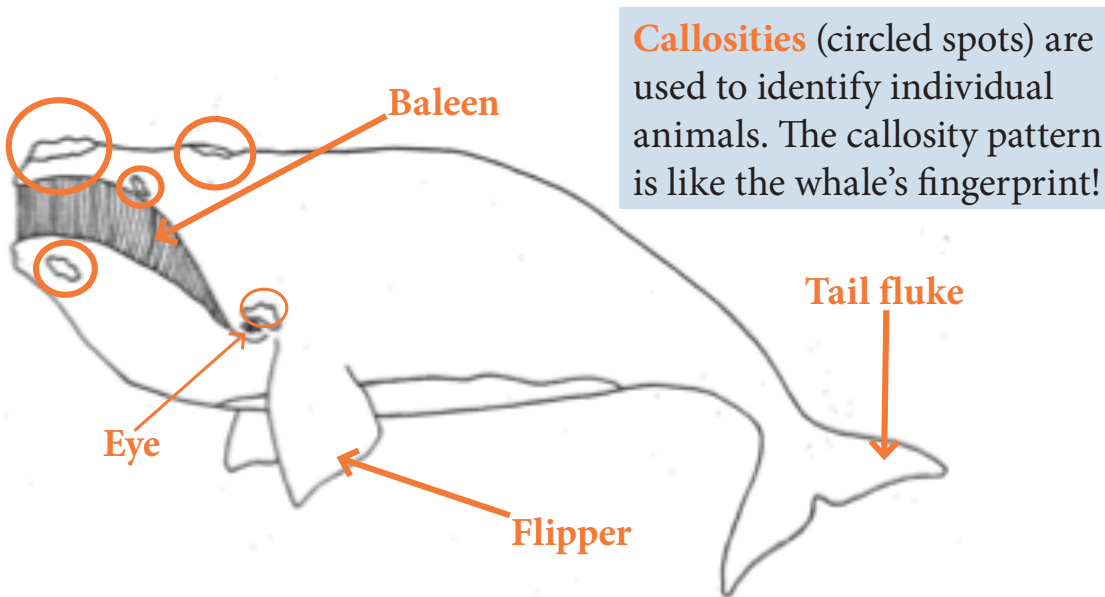 Callosities (circled spots) are
used to identify individual
animals. The callosity pattern
is like the whale's fingerprint!
Baleen
Tail fluke
Eye
Flipper